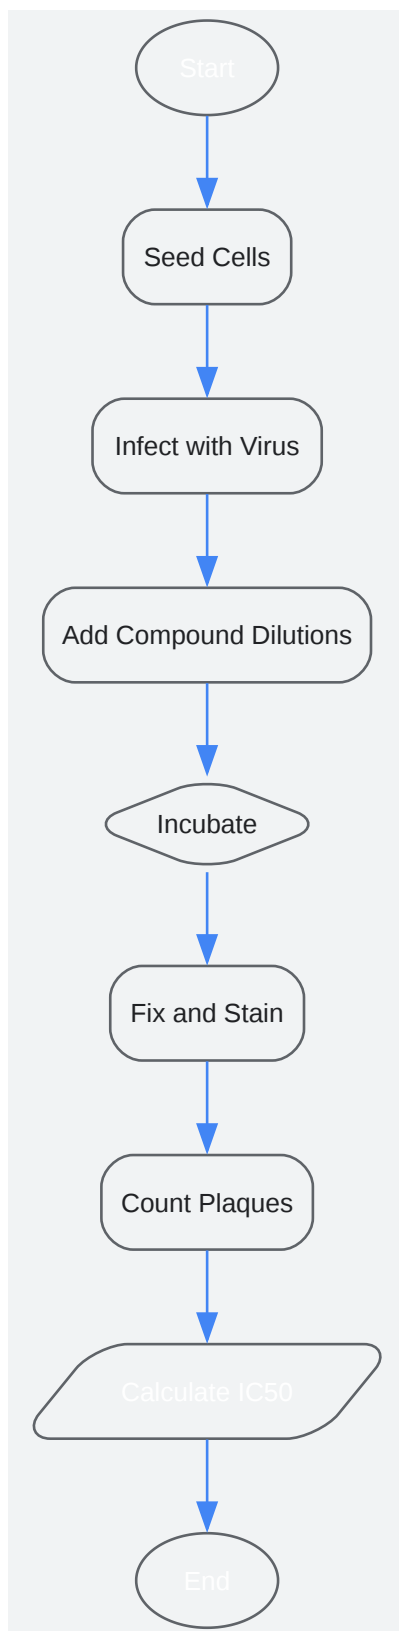 Start
Seed Cells
Infect with Virus
Add Compound Dilutions
Incubate
Fix and Stain
Count Plaques
Calculate IC50
End